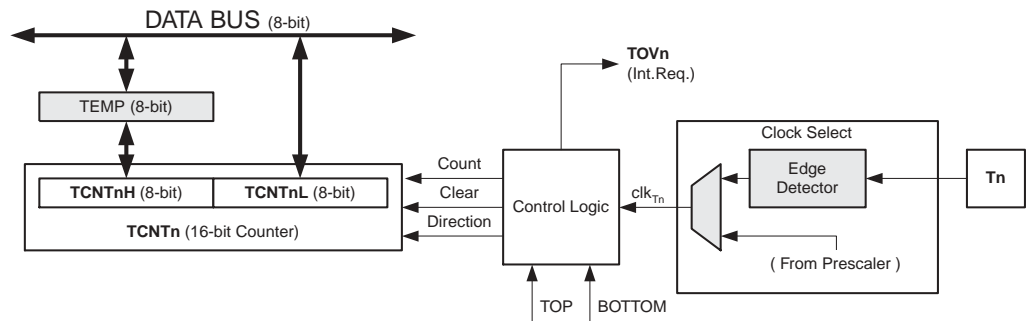 DATA BUS (8-bit)
TOVn
(Int.Req.)
TEMP (8-bit)
Clock Select
Count
Edge
Detector
Tn
TCNTnH (8-bit) TCNTnL (8-bit)
Clear
Control Logic
clkTn
TCNTn (16-bit Counter)
Direction
( From Prescaler )
TOP
BOTTOM